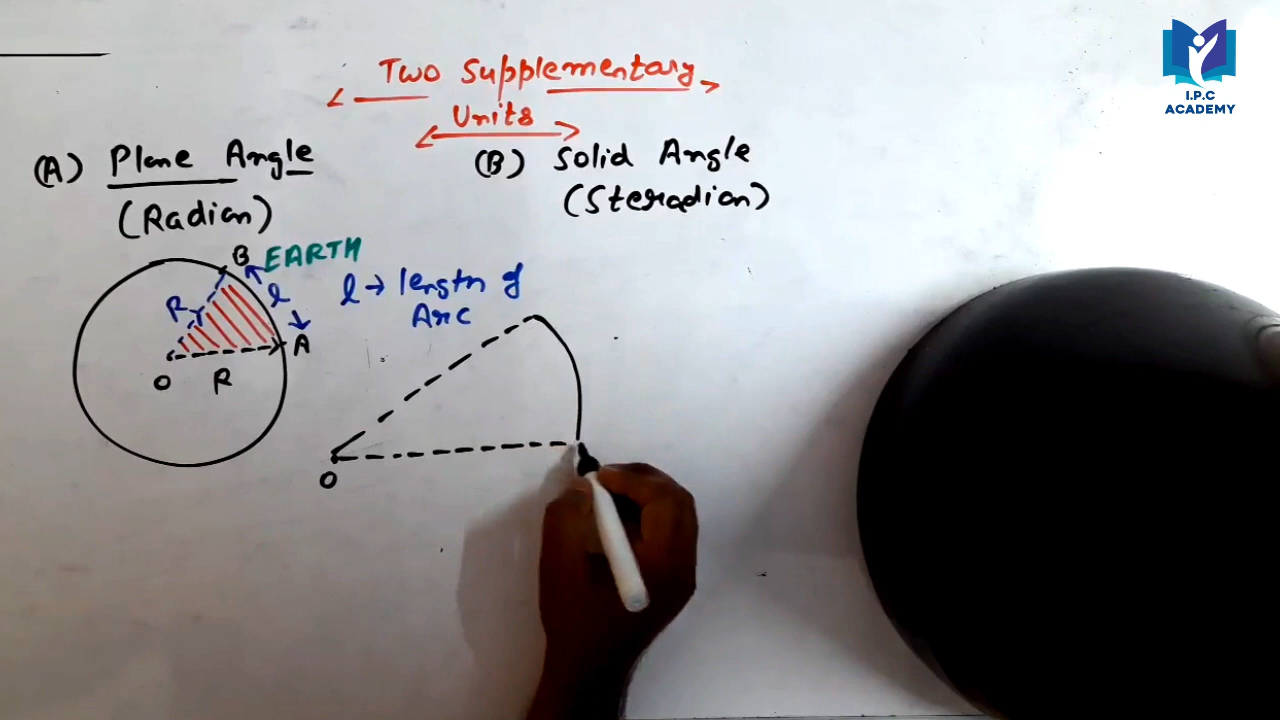 I.P.C
ACADEMY
Two Supplementary
Units
(A) Plane Angle
(Radian)
(B) Solid Angle
(Steradian)
B
EARTH
R
l
l → length of
Arc
A
O
R
O